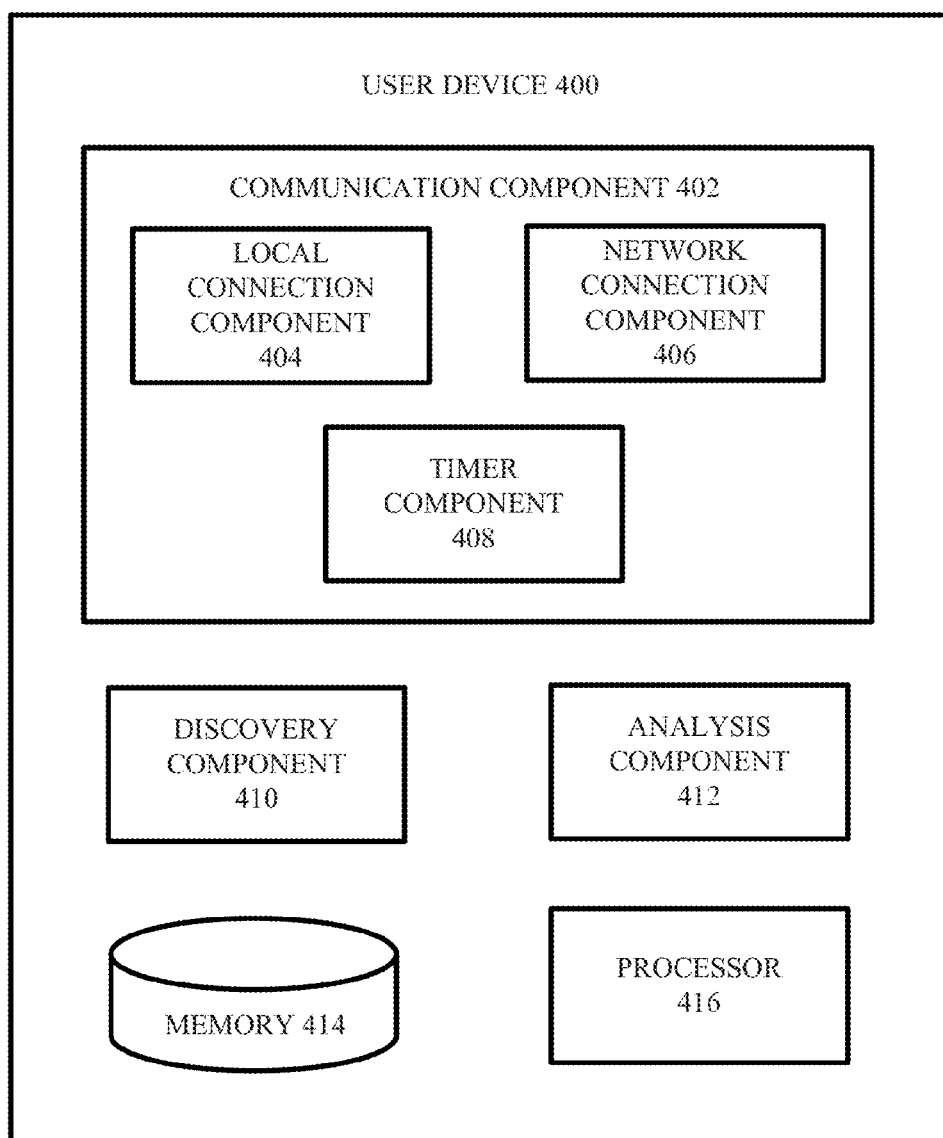 USER DEVICE 400
COMMUNICATION COMPONENT 402
LOCAL
CONNECTION
COMPONENT
404
NETWORK
CONNECTION
COMPONENT
406
TIMER
COMPONENT
408
DISCOVERY
COMPONENT
410
ANALYSIS
COMPONENT
412
MEMORY 414
PROCESSOR
416